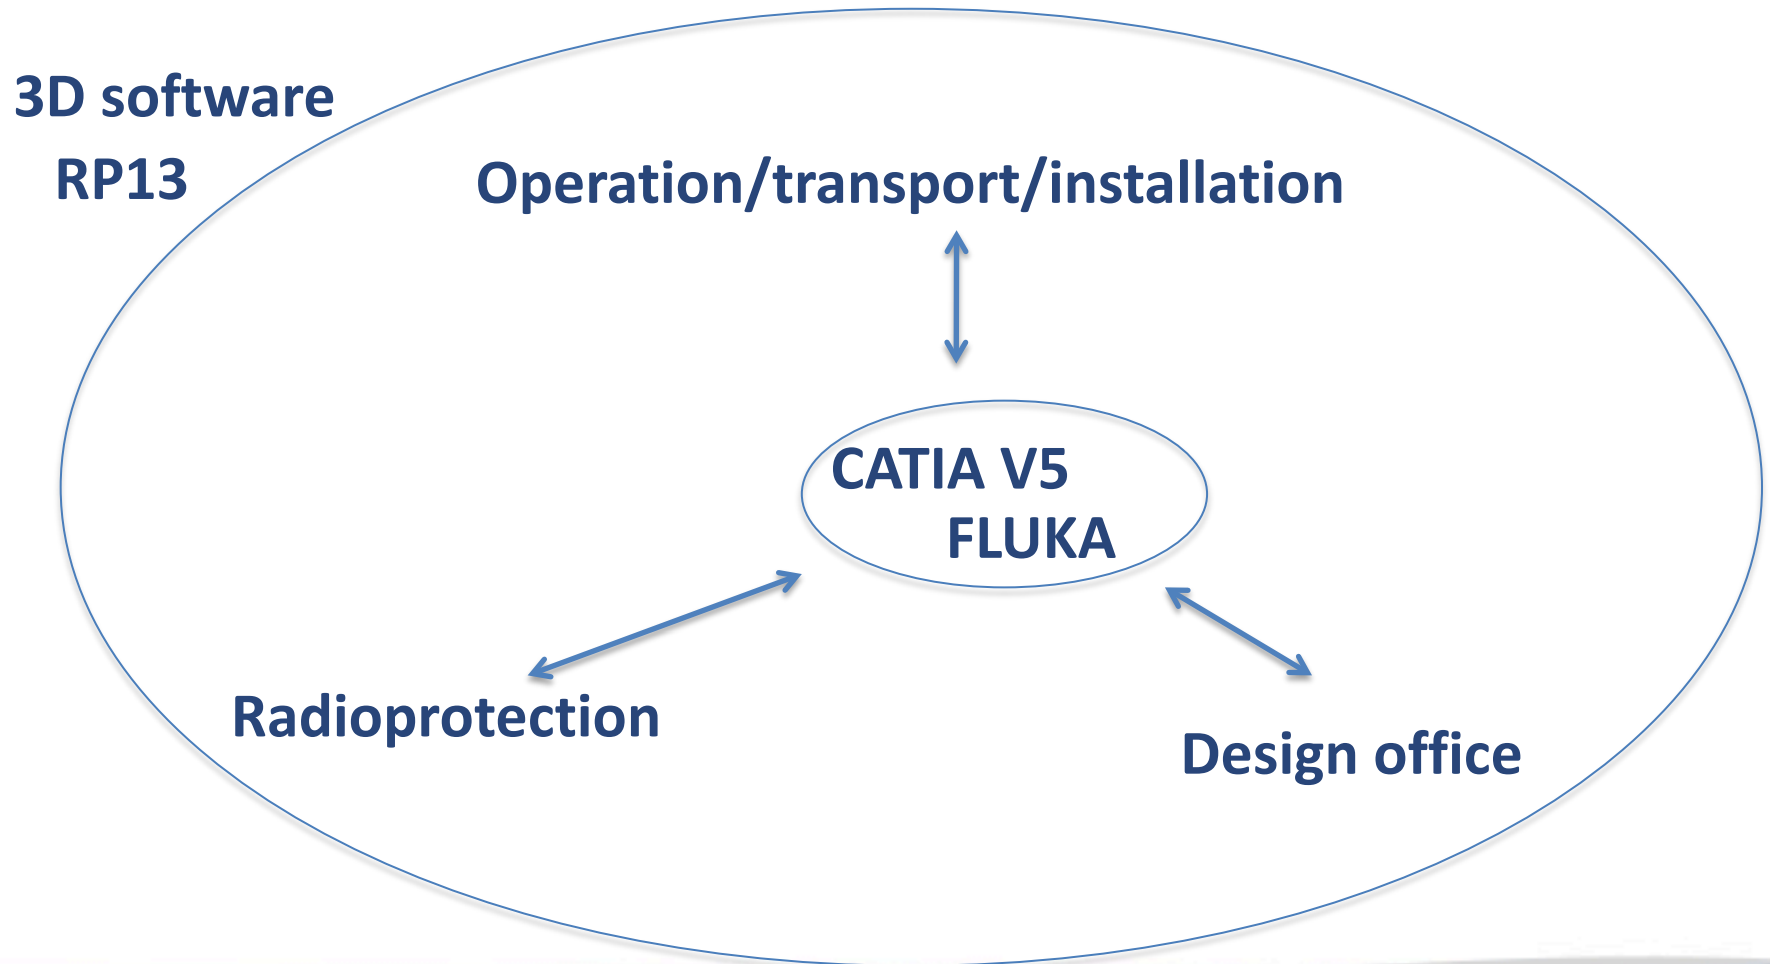 3D software
RP13
Operation/transport/installation
CATIA V5
FLUKA
Radioprotection
Design office